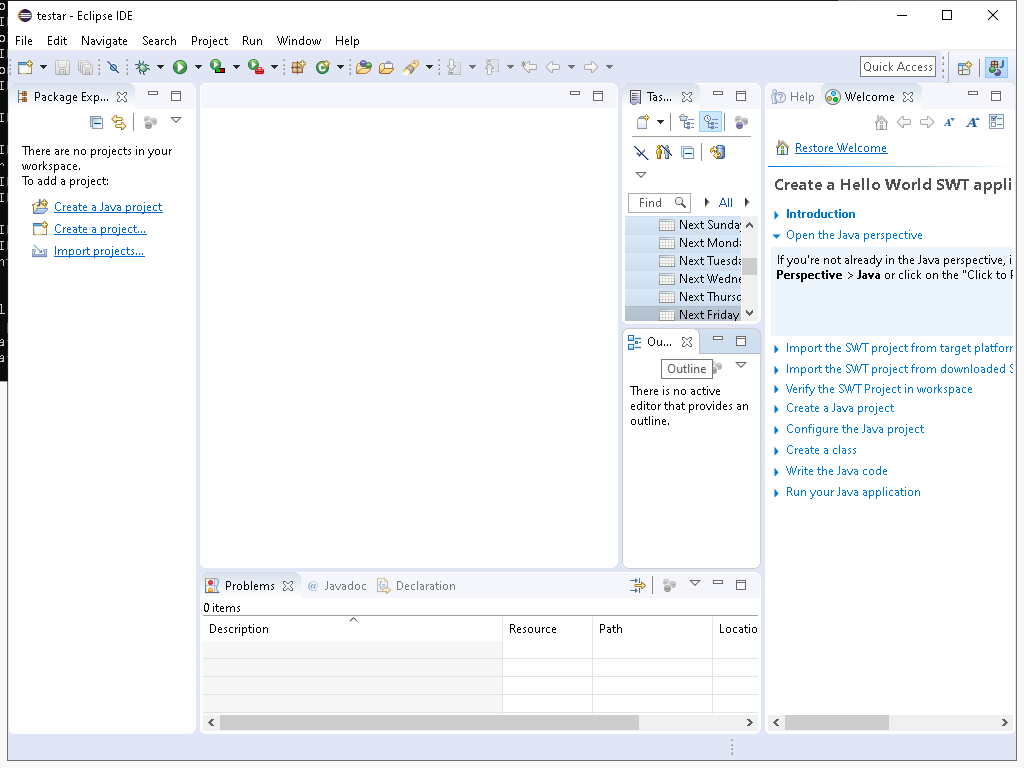 testar - Eclipse IDE
File Edit Navigate Search Project Run Window Help
Quick Access
Package Exp...
There are no projects in your
workspace.
To add a project:
Create a Java project
Create a project...
Import projects...
Tas...
Find
All
Next Sunday
Next Monda
Next Tuesda
Next Wedne
Next Thursd
Next Friday
Ou...
Outline
There is no active
editor that provides an
outline.
Help Welcome
Restore Welcome
Create a Hello World SWT appli
Introduction
Open the Java perspective
If you're not already in the Java perspective, i
Perspective > Java or click on the "Click to P
Import the SWT project from target platform
Import the SWT project from downloaded S
Verify the SWT Project in workspace
Create a Java project
Configure the Java project
Create a class
Write the Java code
Run your Java application
Problems @ Javadoc Declaration
0 items
Description Resource Path Locatio